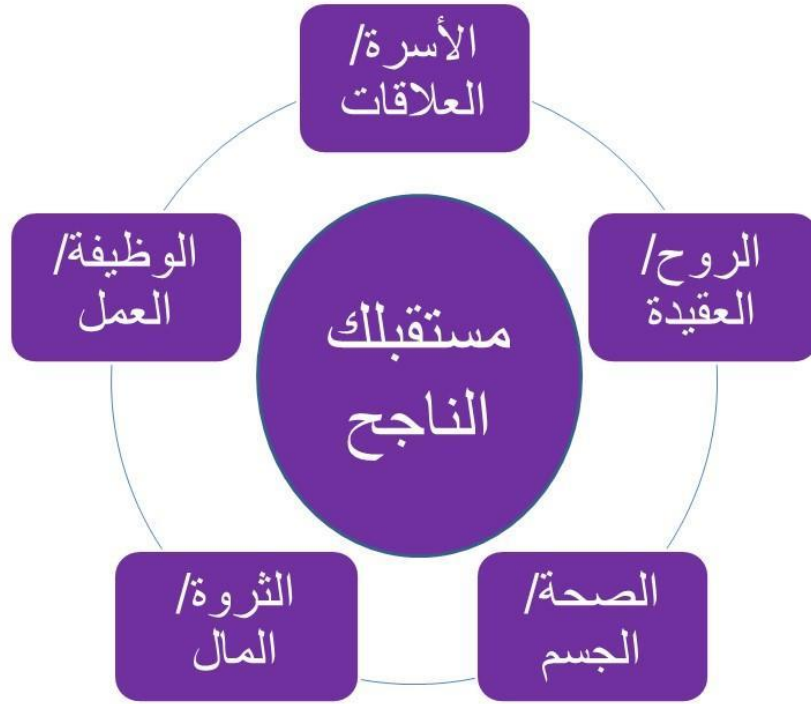 الأسرة/
العلاقات
الروح/
العقيدة
الصحة/
الجسم
الثروة/
المال
الوظيفة/
العمل
مستقبلك
الناجح